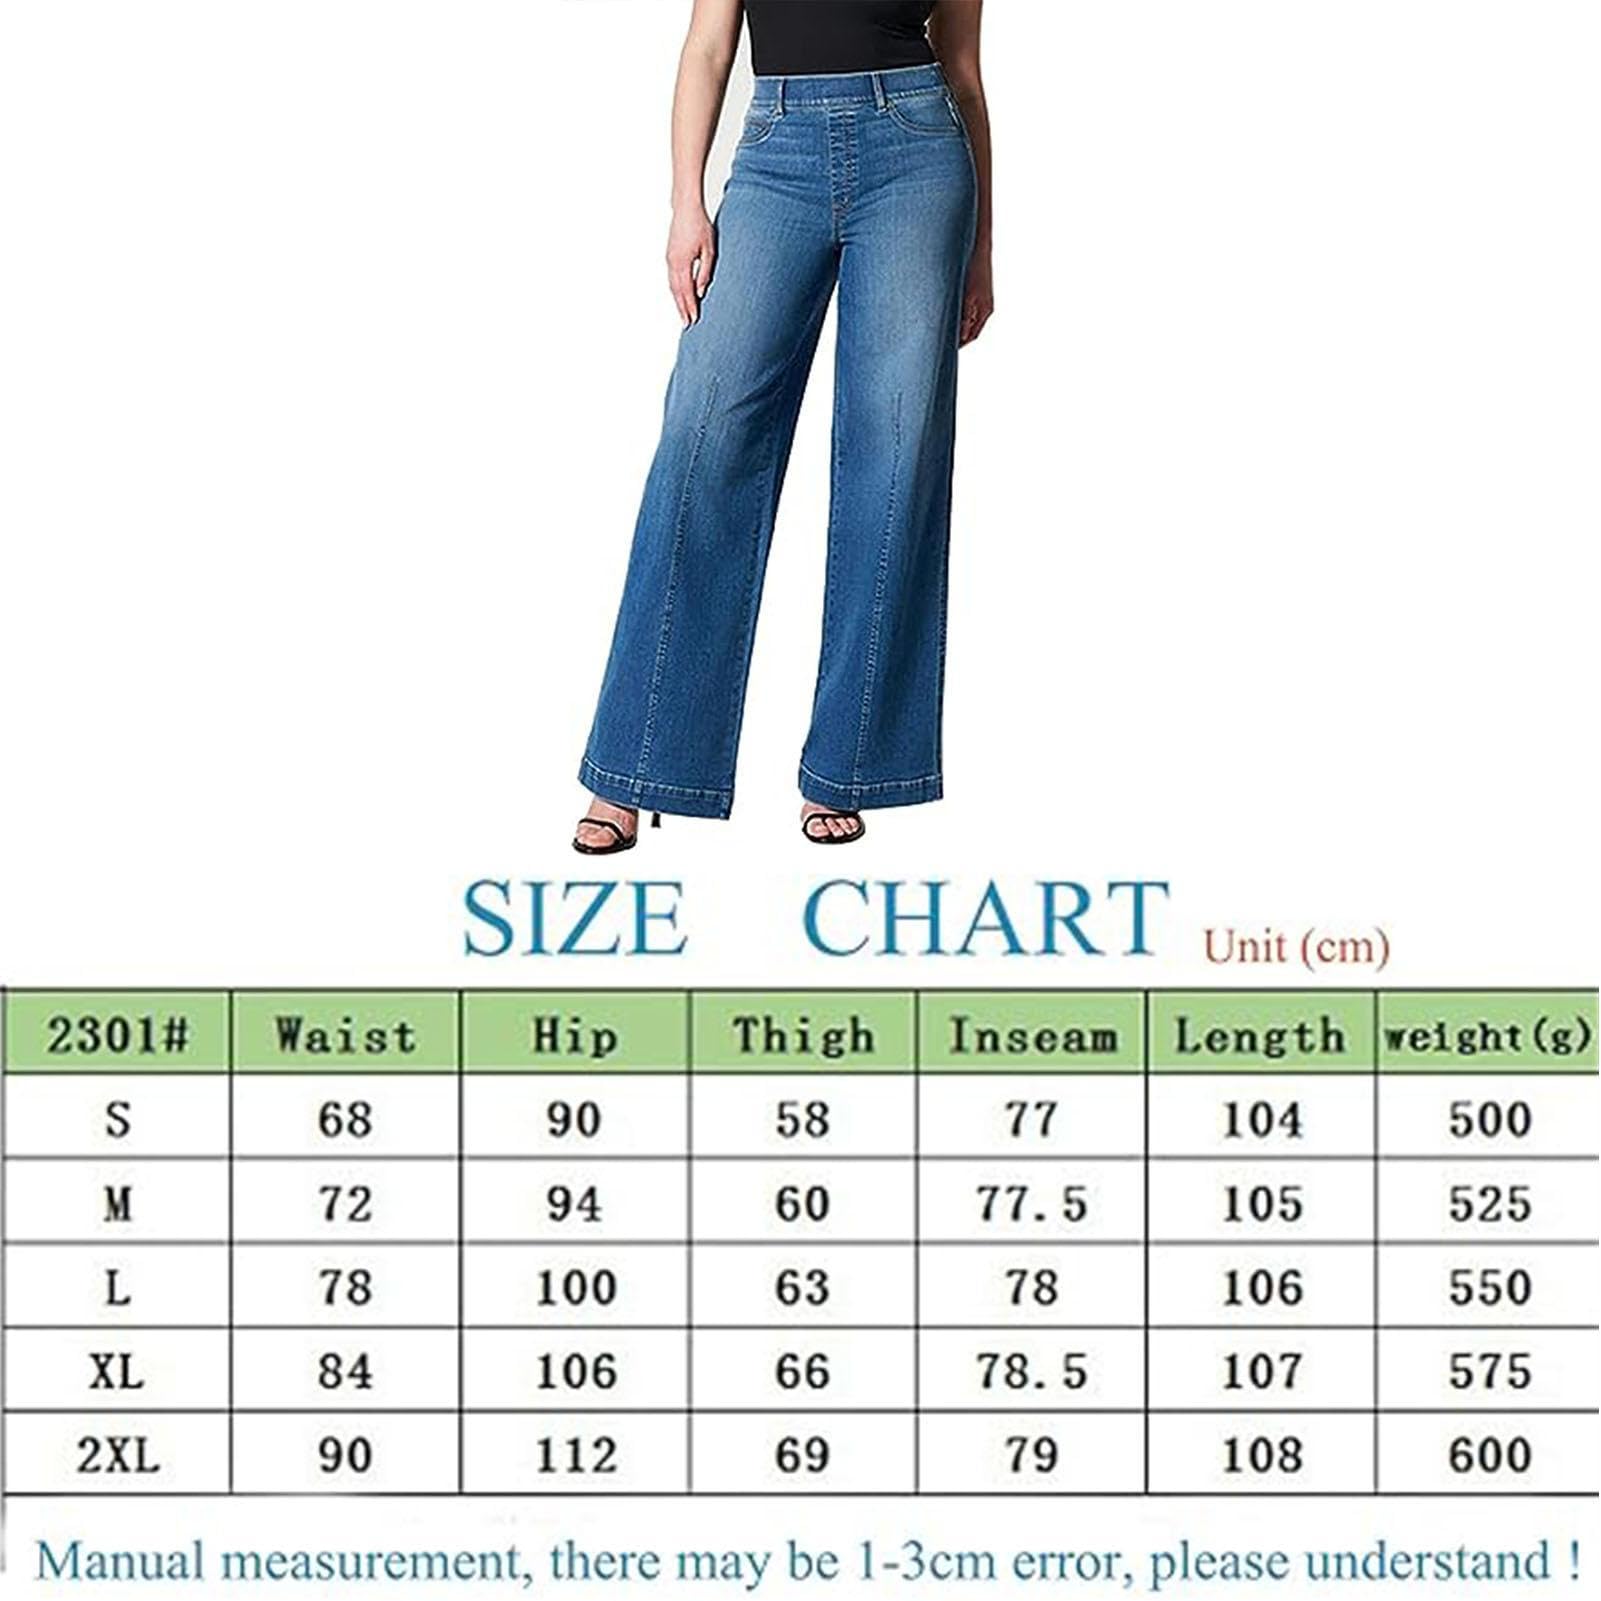 SIZE CHART Unit (cm)
2301# Waist Hip Thigh Inseam Length weight(g)
S 68 90 58 77 104 500
M 72 94 60 77.5 105 525
L 78 100 63 78 106 550
XL 84 106 66 78.5 107 575
2XL 90 112 69 79 108 600
Manual measurement, there may be 1-3cm error, please understand !